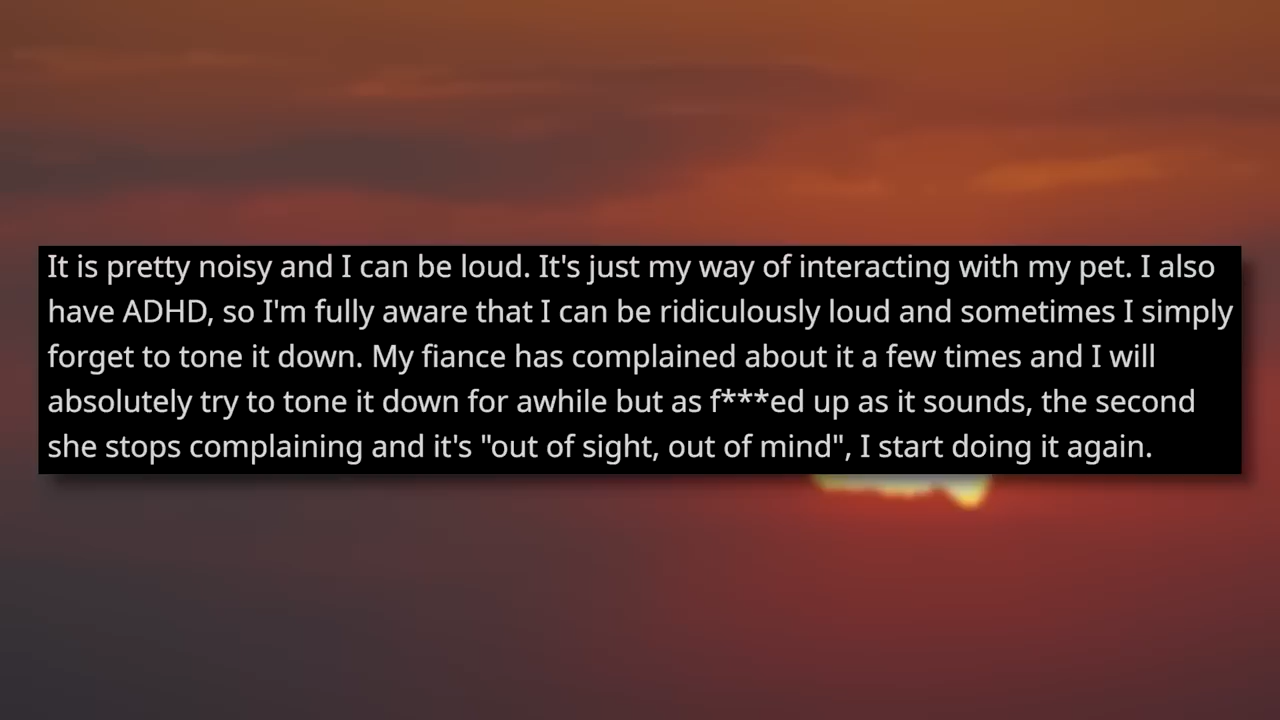 It is pretty noisy and I can be loud. It's just my way of interacting with my pet. I also
have ADHD, so I'm fully aware that I can be ridiculously loud and sometimes I simply
forget to tone it down. My fiance has complained about it a few times and I will
absolutely try to tone it down for awhile but as f***ed up as it sounds, the second
she stops complaining and it's "out of sight, out of mind", I start doing it again.